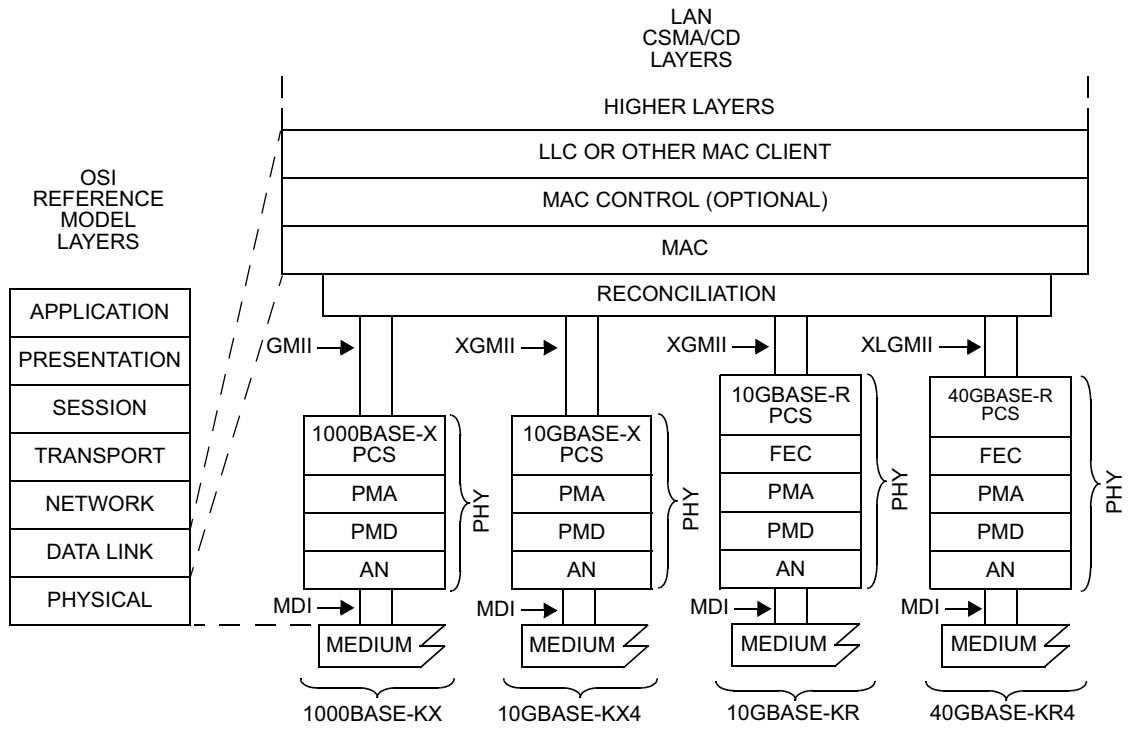 LAN
CSMA/CD
LAYERS
HIGHER LAYERS
LLC OR OTHER MAC CLIENT
MAC CONTROL (OPTIONAL)
MAC
RECONCILIATION
OSI
REFERENCE
MODEL
LAYERS
APPLICATION
PRESENTATION
SESSION
TRANSPORT
NETWORK
DATA LINK
PHYSICAL
GMII
XGMII
XGMII
XLGMII
1000BASE-X
PCS
PMA
PMD
AN
PHY
MDI
MEDIUM
1000BASE-KX
10GBASE-X
PCS
PMA
PMD
AN
PHY
MDI
MEDIUM
10GBASE-KX4
10GBASE-R
PCS
FEC
PMA
PMD
AN
PHY
MDI
MEDIUM
10GBASE-KR
40GBASE-R
PCS
FEC
PMA
PMD
AN
PHY
MDI
MEDIUM
40GBASE-KR4